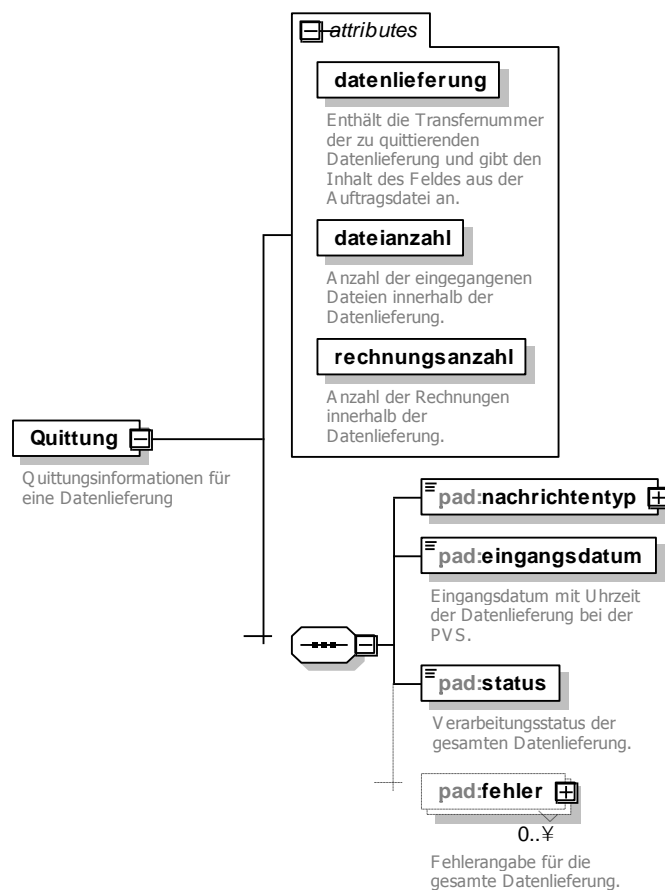 attributes
datenlieferung
Enthält die Transfernummer
der zu quittierenden
Datenlieferung und gibt den
Inhalt des Feldes aus der
Auftragsdatei an.
dateianzahl
Anzahl der eingegangenen
Dateien innerhalb der
Datenlieferung.
rechnungsanzahl
Anzahl der Rechnungen
innerhalb der
Datenlieferung.
Quittung
Quittungsinformationen für
eine Datenlieferung
pad:nachrichtentyp
pad:eingangsdatum
Eingangsdatum mit Uhrzeit
der Datenlieferung bei der
PVS.
pad:status
Verarbeitungsstatus der
gesamten Datenlieferung.
pad:fehler
0..¥
Fehlerangabe für die
gesamte Datenlieferung.